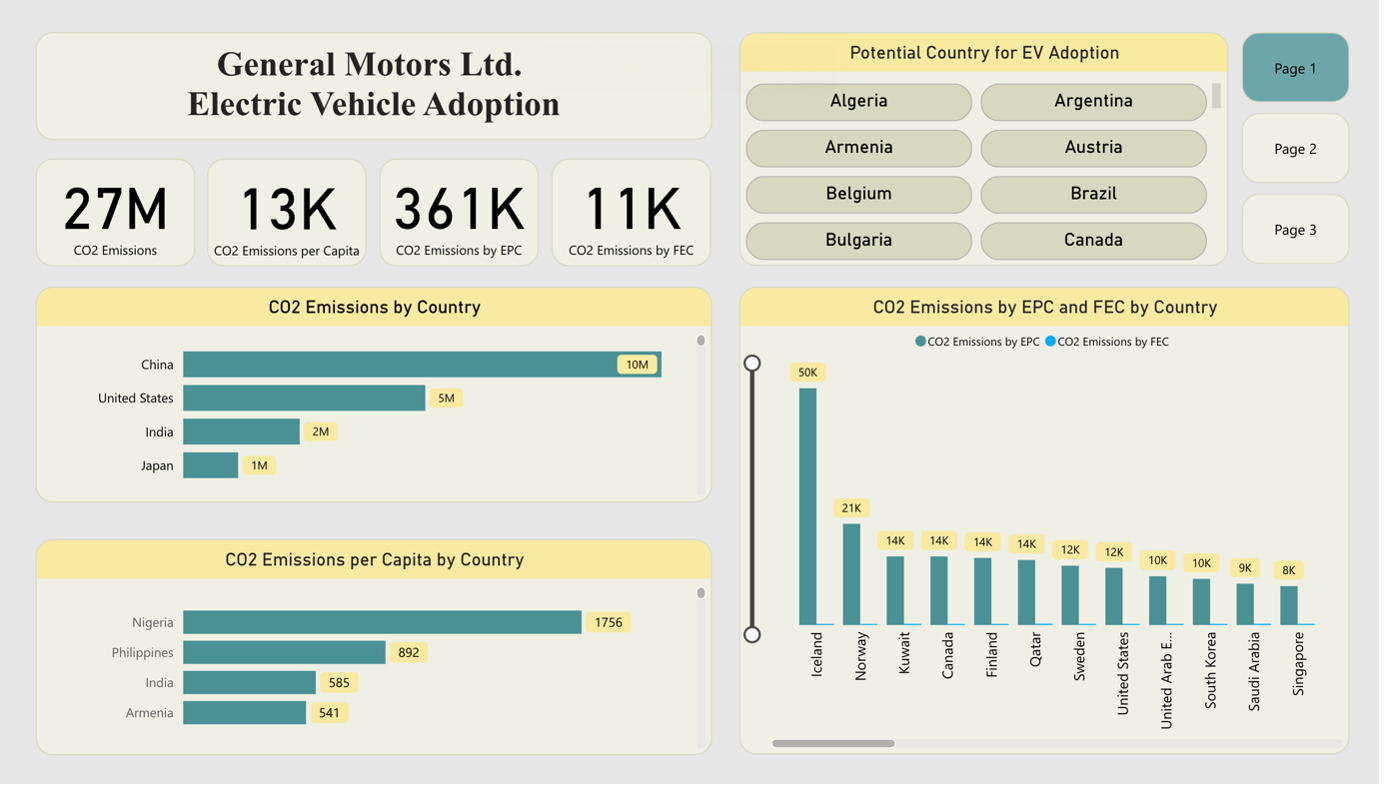 General Motors Ltd.
Electric Vehicle Adoption
Potential Country for EV Adoption
Algeria
Argentina
Armenia
Austria
Belgium
Brazil
Bulgaria
Canada
Page 1
Page 2
Page 3
27M
CO2 Emissions
13K
CO2 Emissions per Capita
361K
CO2 Emissions by EPC
11K
CO2 Emissions by FEC
CO2 Emissions by Country
China
10M
United States
5M
India
2M
Japan
1M
CO2 Emissions per Capita by Country
Nigeria
1756
Philippines
892
India
585
Armenia
541
CO2 Emissions by EPC and FEC by Country
CO2 Emissions by EPC
CO2 Emissions by FEC
50K
21K
14K
14K
14K
14K
12K
12K
10K
10K
9K
8K
Iceland
Norway
Kuwait
Canada
Finland
Qatar
Sweden
United States
United Arab E...
South Korea
Saudi Arabia
Singapore